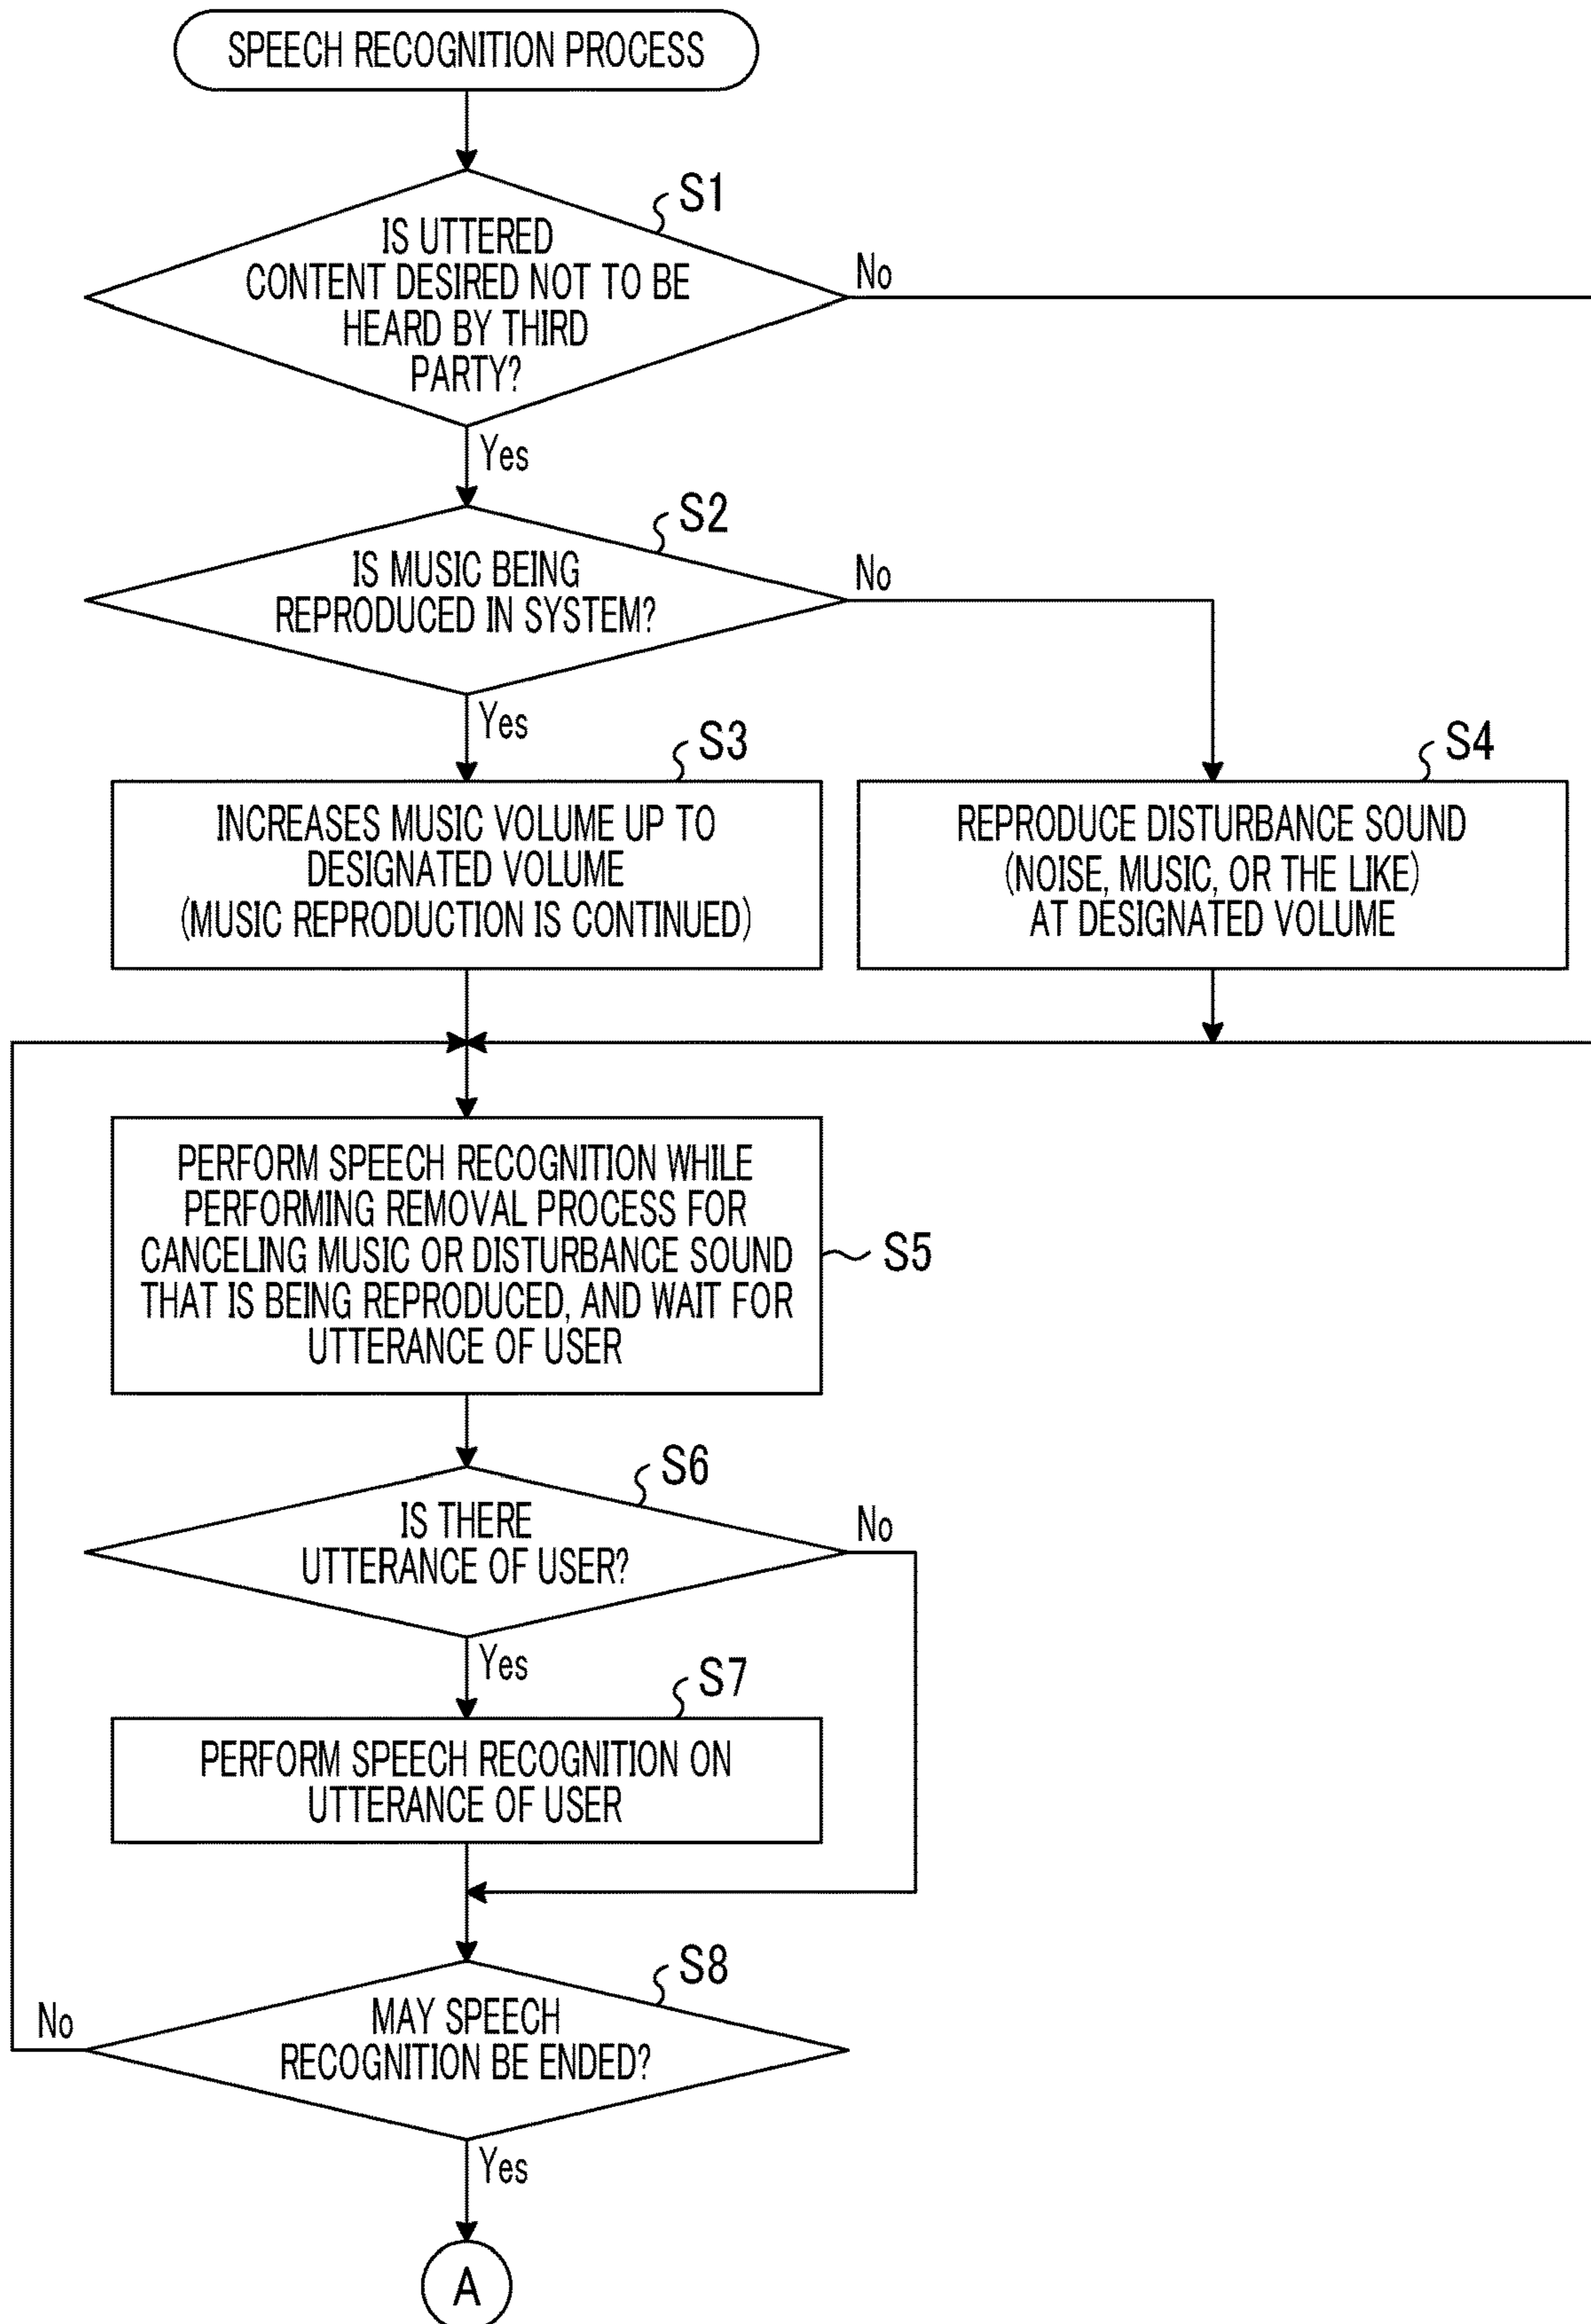 SPEECH RECOGNITION PROCESS
S1
IS UTTERED
CONTENT DESIRED NOT TO BE
HEARD BY THIRD
PARTY?
No
Yes
S2
IS MUSIC BEING
REPRODUCED IN SYSTEM?
No
Yes
S3
INCREASES MUSIC VOLUME UP TO
DESIGNATED VOLUME
(MUSIC REPRODUCTION IS CONTINUED)
S4
REPRODUCE DISTURBANCE SOUND
(NOISE, MUSIC, OR THE LIKE)
AT DESIGNATED VOLUME
PERFORM SPEECH RECOGNITION WHILE
PERFORMING REMOVAL PROCESS FOR
CANCELING MUSIC OR DISTURBANCE SOUND
THAT IS BEING REPRODUCED, AND WAIT FOR
UTTERANCE OF USER
S5
S6
IS THERE
UTTERANCE OF USER?
No
Yes
S7
PERFORM SPEECH RECOGNITION ON
UTTERANCE OF USER
S8
MAY SPEECH
RECOGNITION BE ENDED?
No
Yes
A